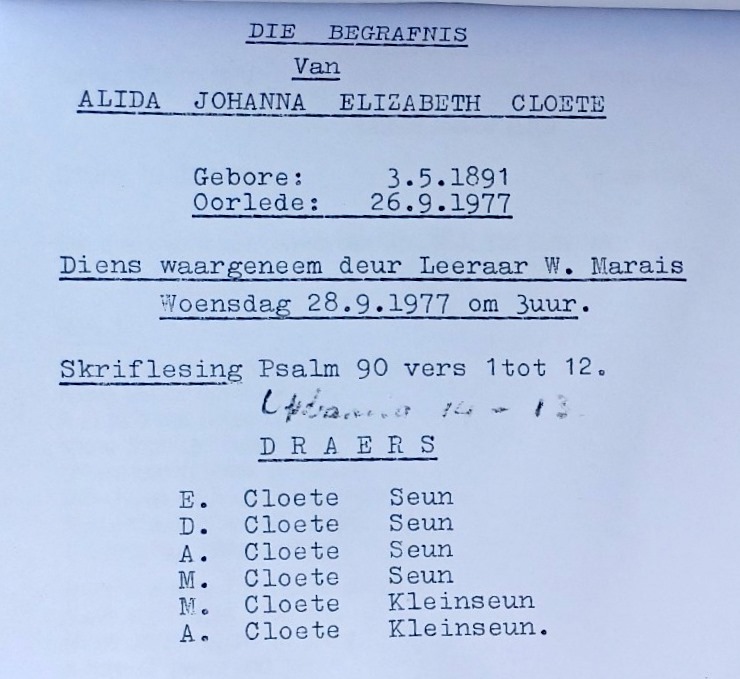 DIE BEGRAFNIS
Van
ALIDA JOHANNA ELIZABETH CLOETE
Gebore: 3.5.1891
Oorlede: 26.9.1977
Diens waargeneem deur Leeraar W. Marais
Woensdag 28.9.1977 om 3uur.
Skriflesing Psalm 90 vers 1tot 12.
14 - 13
D R A E R S
E. Cloete Seun
D. Cloete Seun
A. Cloete Seun
M. Cloete Seun
M. Cloete Kleinseun
A. Cloete Kleinseun.